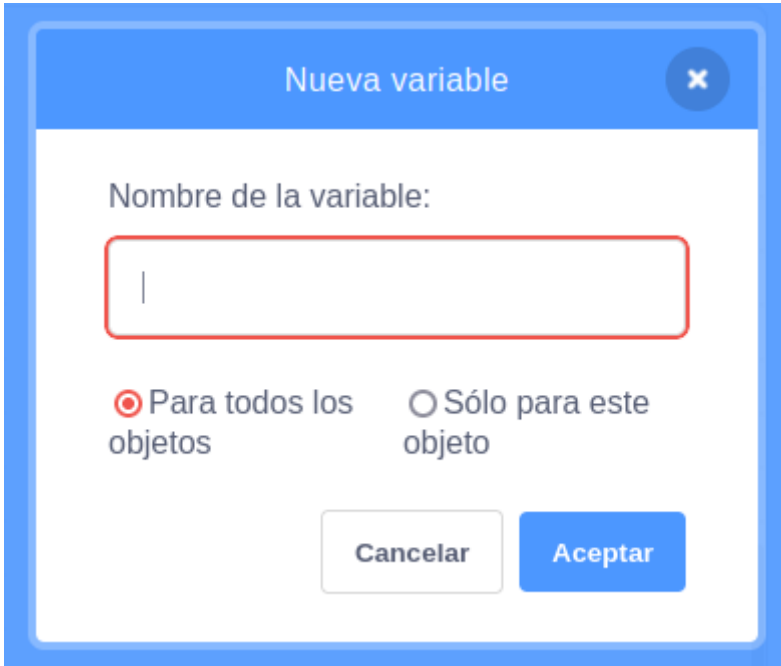 Nueva variable
Nombre de la variable:
Para todos los Sólo para este
objetos objeto
Cancelar Aceptar